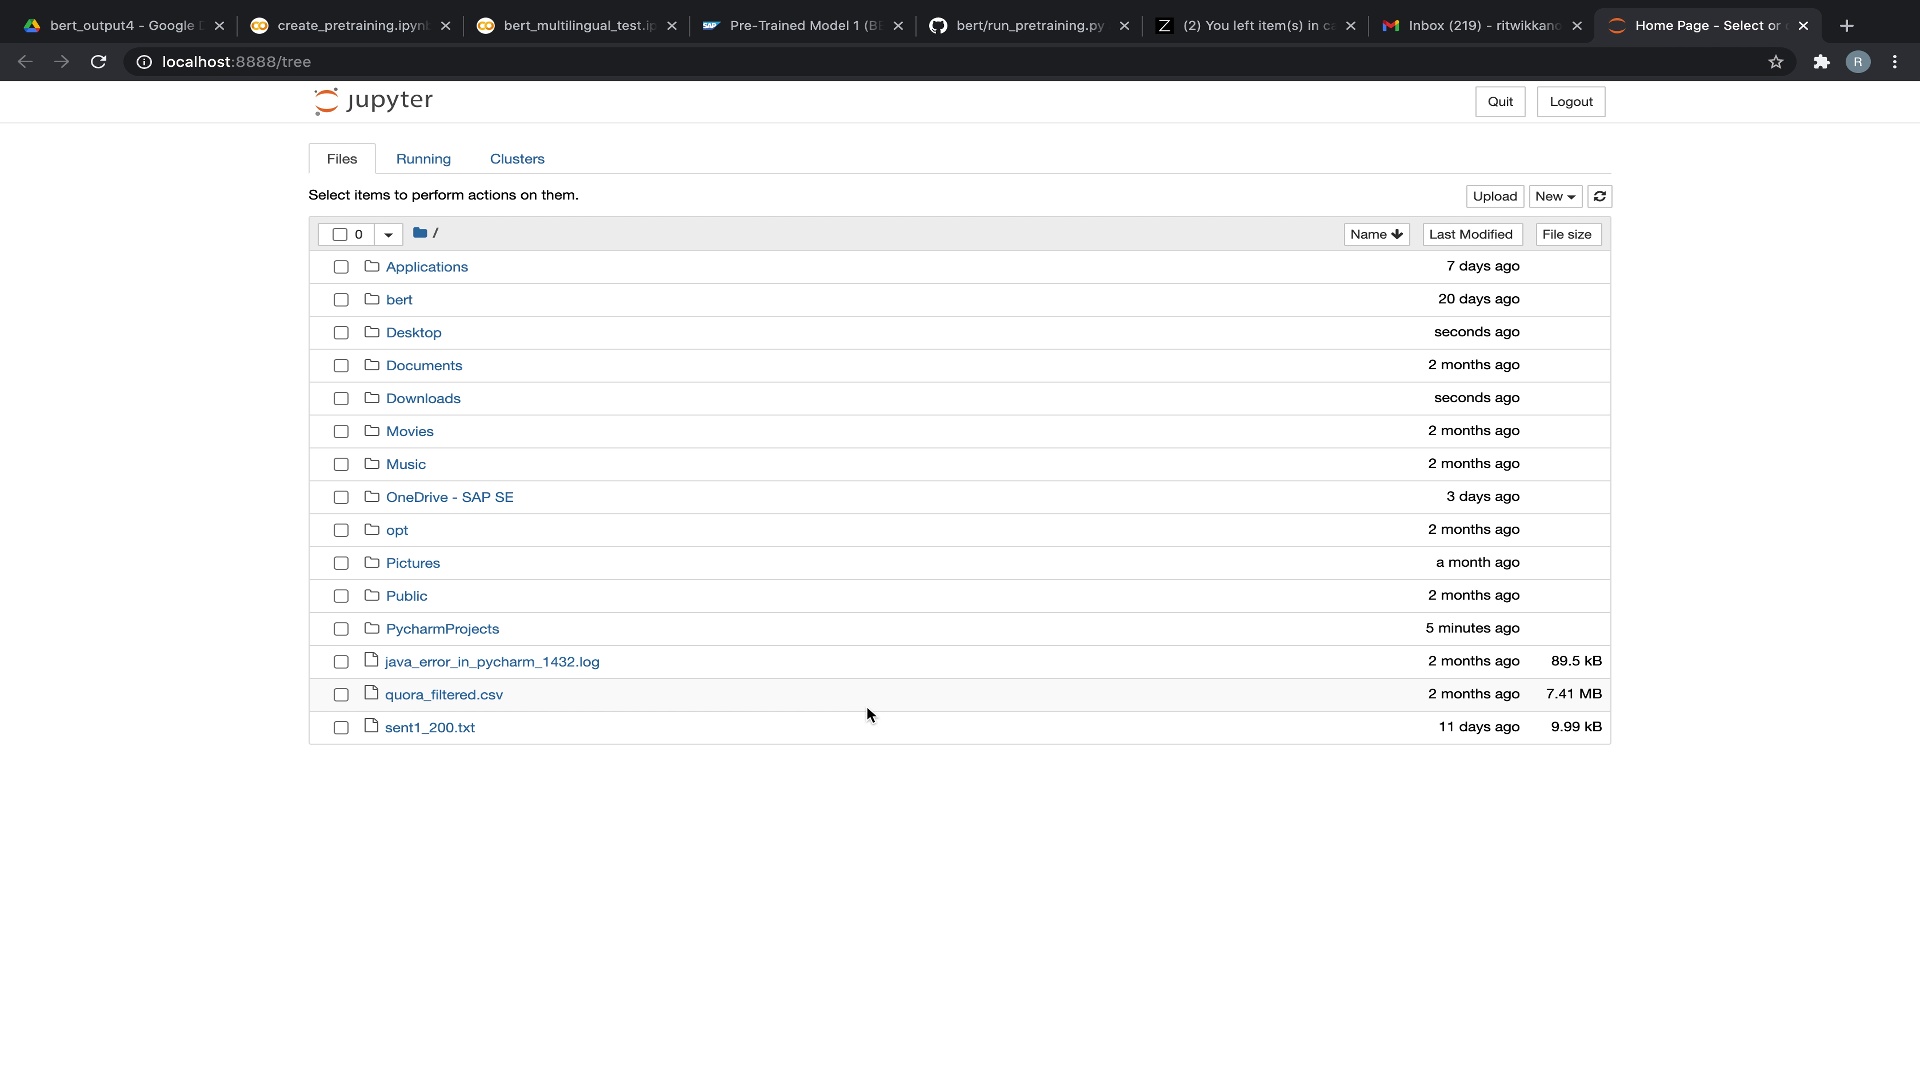 bert_output4 - Google D create_pretraining.ipynb bert_multilingual_test.ip Pre-Trained Model 1 (BE bert/run_pretraining.py (2) You left item(s) in ca Inbox (219) - ritwikkano Home Page - Select or c
localhost:8888/tree R
jupyter Quit Logout
Files Running Clusters
Select items to perform actions on them. Upload New
0 / Name Last Modified File size
Applications 7 days ago
bert 20 days ago
Desktop seconds ago
Documents 2 months ago
Downloads seconds ago
Movies 2 months ago
Music 2 months ago
OneDrive - SAP SE 3 days ago
opt 2 months ago
Pictures a month ago
Public 2 months ago
PycharmProjects 5 minutes ago
java_error_in_pycharm_1432.log 2 months ago 89.5 kB
quora_filtered.csv 2 months ago 7.41 MB
sent1_200.txt 11 days ago 9.99 kB